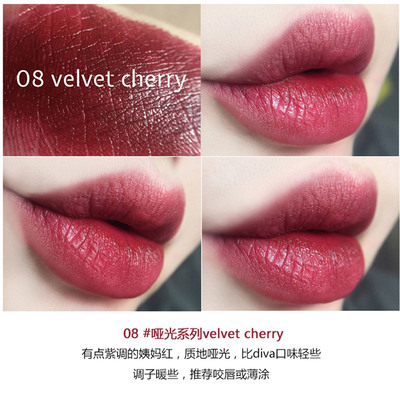 08 velvet cherry
08 #哑光系列velvet cherry
有点紫调的姨妈红，质地哑光，比diva口味轻些
调子暖些，推荐咬唇或薄涂